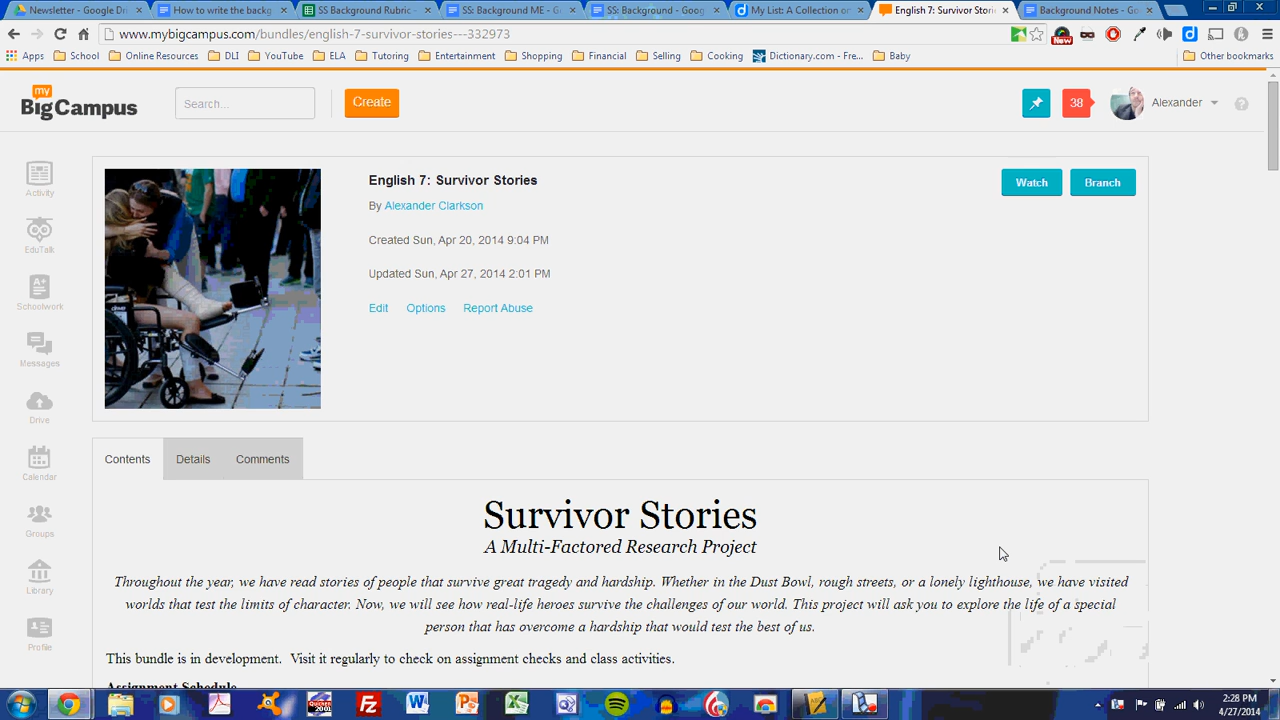 Newsletter - Google Dri
How to write the backg
SS Background Rubric -
SS: Background ME - G
SS: Background - Goog
My List: A Collection o
English 7: Survivor Stori
Background Notes - Go
www.mybigcampus.com/bundles/english-7-survivor-stories---332973
New
Apps
School
Online Resources
DLI
YouTube
ELA
Tutoring
Entertainment
Shopping
Financial
Selling
Cooking
Dictionary.com - Fre...
Baby
Other bookmarks
my
BigCampus
Search...
Create
38
Alexander
?
Activity
EduTalk
A+
Schoolwork
Messages
Drive
Calendar
Groups
Library
Profile
English 7: Survivor Stories
Watch
Branch
By Alexander Clarkson
Created Sun, Apr 20, 2014 9:04 PM
Updated Sun, Apr 27, 2014 2:01 PM
Edit
Options
Report Abuse
Contents
Details
Comments
Survivor Stories
A Multi-Factored Research Project
Throughout the year, we have read stories of people that survive great tragedy and hardship. Whether in the Dust Bowl, rough streets, or a lonely lighthouse, we have visited
worlds that test the limits of character. Now, we will see how real-life heroes survive the challenges of our world. This project will ask you to explore the life of a special
person that has overcome a hardship that would test the best of us.
This bundle is in development. Visit it regularly to check on assignment checks and class activities.
Assignment Schedule
2:28 PM
4/27/2014